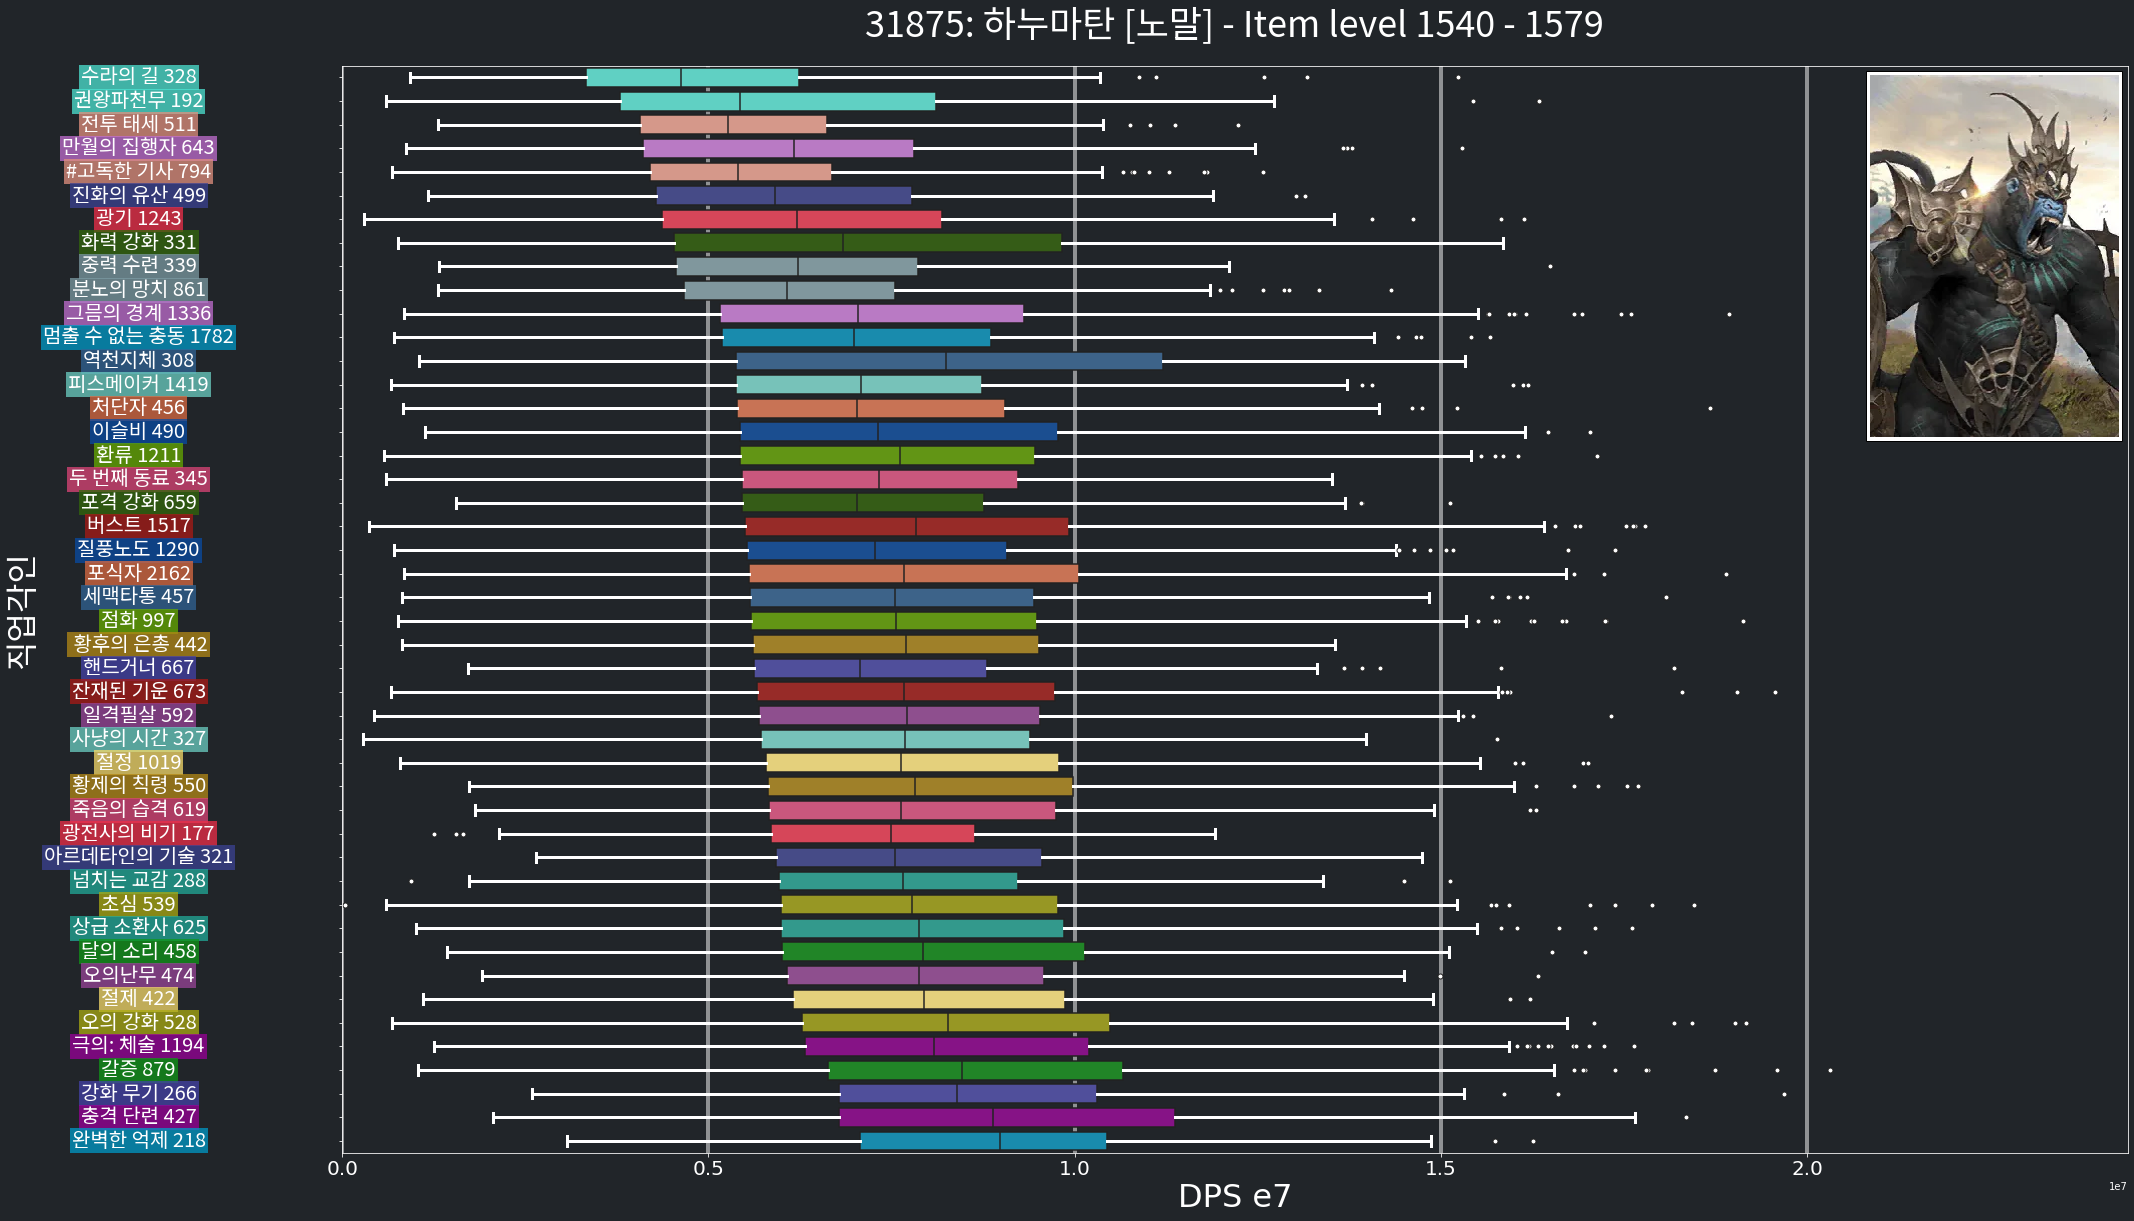 31875: 하누마탄 [노말] - Item level 1540 - 1579
수라의 길 328
권왕파천무 192
전투 태세 511
만월의 집행자 643
#고독한 기사 794
진화의 유산 499
광기 1243
화력 강화 331
중력 수련 339
분노의 망치 861
그믐의 경계 1336
멈출 수 없는 충동 1782
역천지체 308
피스메이커 1419
처단자 456
이슬비 490
환류 1211
두 번째 동료 345
포격 강화 659
버스트 1517
질풍노도 1290
포식자 2162
세맥타통 457
점화 997
황후의 은총 442
핸드거너 667
잔재된 기운 673
일격필살 592
사냥의 시간 327
절정 1019
황제의 칙령 550
죽음의 습격 619
광전사의 비기 177
아르데타인의 기술 321
넘치는 교감 288
초심 539
상급 소환사 625
달의 소리 458
오의난무 474
절제 422
오의 강화 528
극의: 체술 1194
갈증 879
강화 무기 266
충격 단련 427
완벽한 억제 218
직업각인
0.0 0.5 1.0 1.5 2.0
DPS e7
1e7